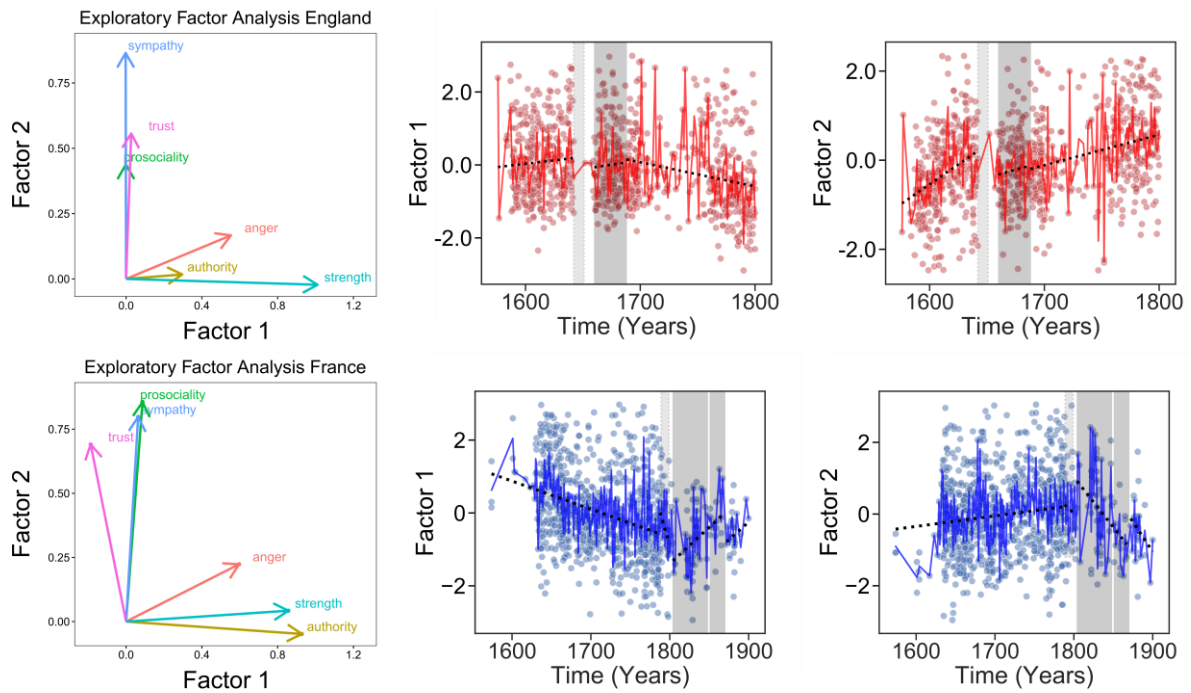 Exploratory Factor Analysis England
Factor 2
0.75
0.50
0.25
0.00
sympathy
trust
prosociality
anger
authority
strength
0.0 0.4 0.8 1.2
Factor 1
Factor 1
2.0
0.0
-2.0
1600 1700 1800
Time (Years)
Factor 2
2.0
0.0
-2.0
1600 1700 1800
Time (Years)
Exploratory Factor Analysis France
Factor 2
0.75
0.50
0.25
0.00
prosociality
sympathy
trust
anger
strength
authority
0.0 0.4 0.8 1.2
Factor 1
Factor 1
2
0
−2
1600 1700 1800 1900
Time (Years)
Factor 2
2
0
−2
1600 1700 1800 1900
Time (Years)